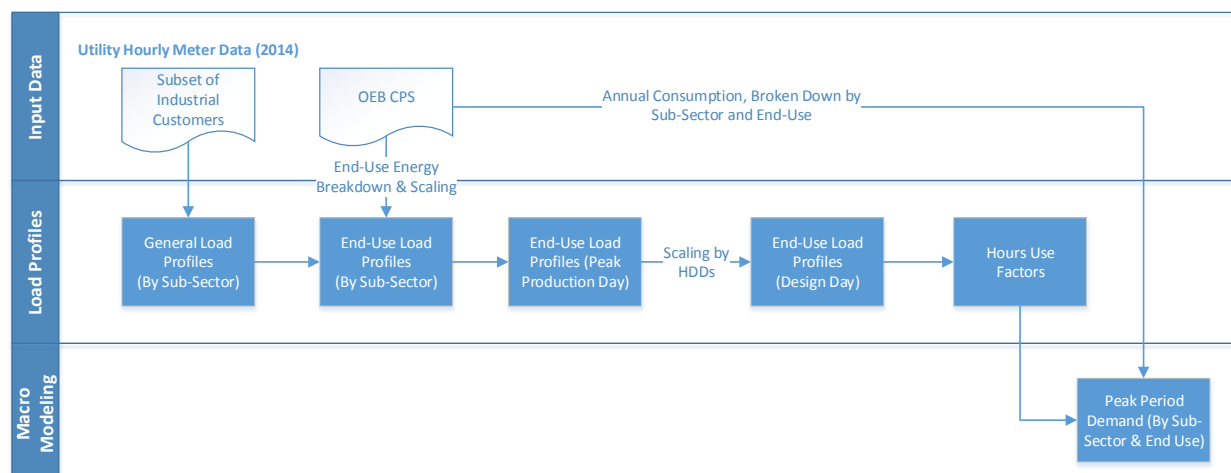 Input Data
Utility Hourly Meter Data (2014)
Subset of
Industrial
Customers
OEB CPS
Annual Consumption, Broken Down by
Sub-Sector and End-Use
End-Use Energy
Breakdown & Scaling
Load Profiles
General Load
Profiles
(By Sub-Sector)
End-Use Load
Profiles
(By Sub-Sector)
End-Use Load
Profiles (Peak
Production Day)
Scaling by
HDDs
End-Use Load
Profiles
(Design Day)
Hours Use
Factors
Macro
Modeling
Peak Period
Demand (By Sub-
Sector & End Use)